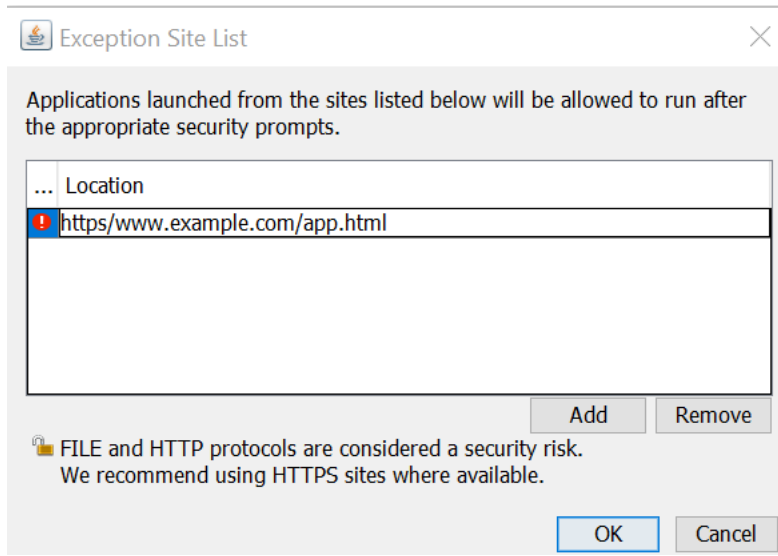 Exception Site List
Applications launched from the sites listed below will be allowed to run after
the appropriate security prompts.
... Location
https/www.example.com/app.html
Add Remove
FILE and HTTP protocols are considered a security risk.
We recommend using HTTPS sites where available.
OK Cancel